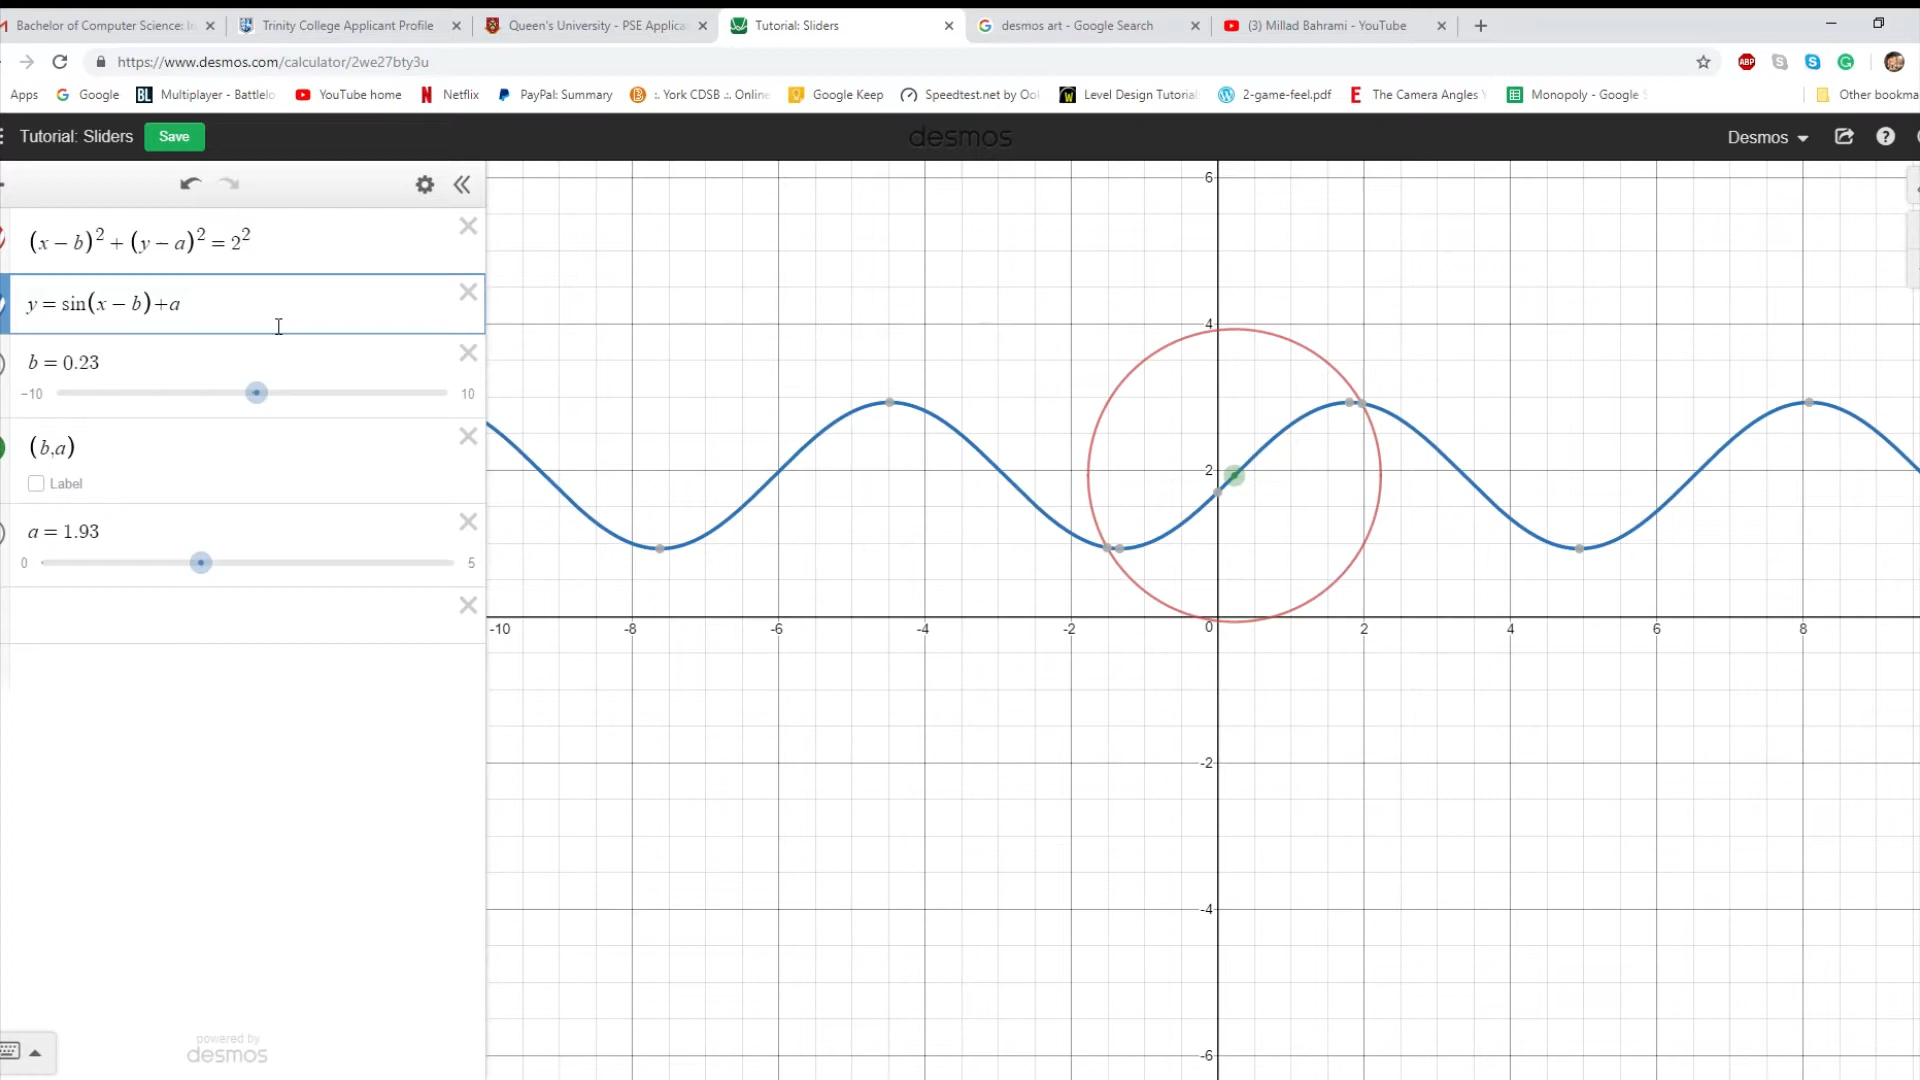 Bachelor of Computer Science: In
Trinity College Applicant Profile
Queen's University - PSE Applica
Tutorial: Sliders
desmos art - Google Search
(3) Millad Bahrami - YouTube
https://www.desmos.com/calculator/2we27bty3u
ABP
Apps
Google
BL Multiplayer - Battlelo
YouTube home
Netflix
PayPal: Summary
:. York CDSB .:. Online
Google Keep
Speedtest.net by Ook
Level Design Tutorial
2-game-feel.pdf
E The Camera Angles
Monopoly - Google S
Other bookma
Tutorial: Sliders
Save
desmos
Desmos
(x − b)² + (y − a)² = 2²
y = sin(x − b)+a
b = 0.23
−10
10
(b,a)
Label
a = 1.93
0
5
powered by
desmos
6
4
2
-10
-8
-6
-4
-2
0
2
4
6
8
-2
-4
-6